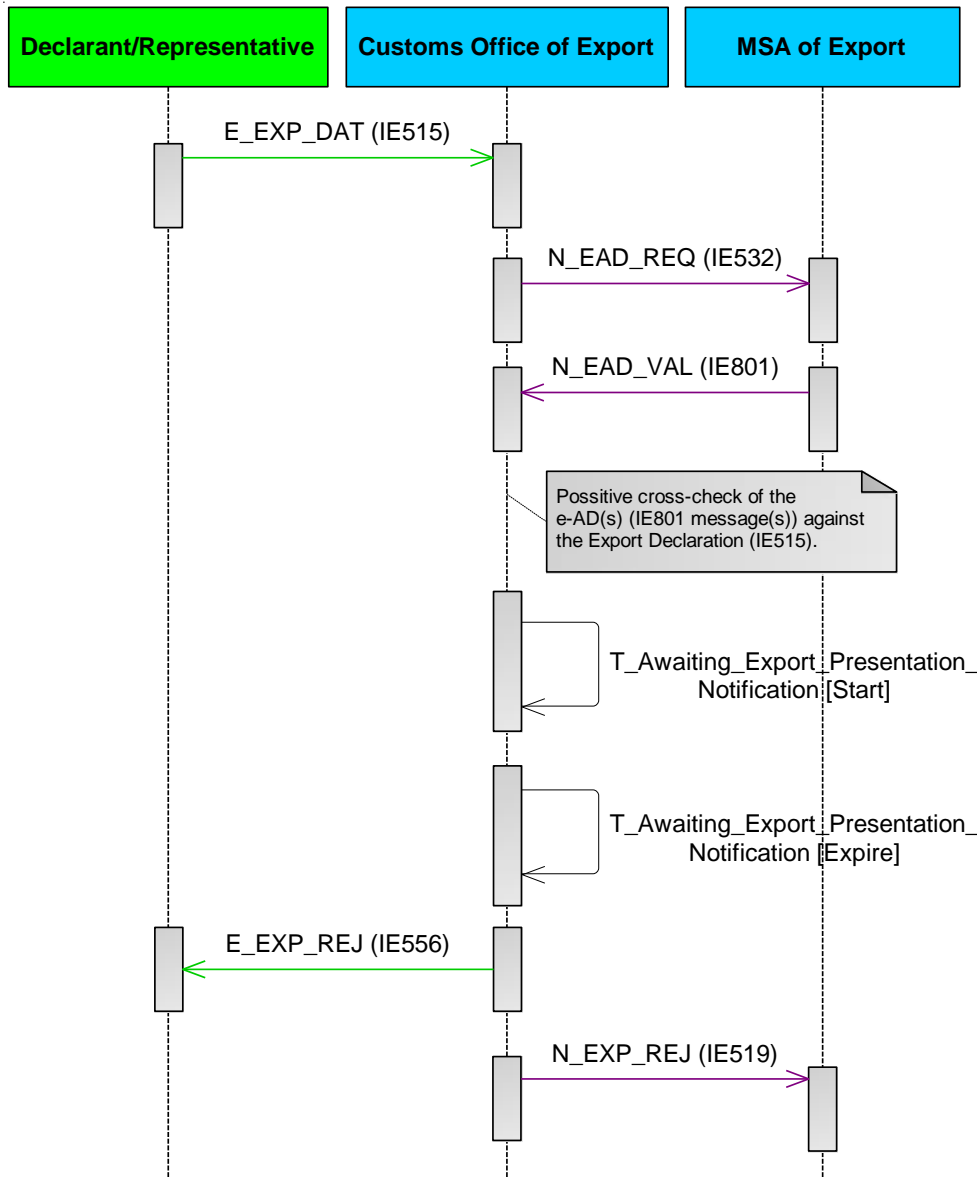 Declarant/Representative
Customs Office of Export
MSA of Export
E_EXP_DAT (IE515)
N_EAD_REQ (IE532)
N_EAD_VAL (IE801)
Possitive cross-check of the
e-AD(s) (IE801 message(s)) against
the Export Declaration (IE515).
T_Awaiting_Export_Presentation_
Notification [Start]
T_Awaiting_Export_Presentation_
Notification [Expire]
E_EXP_REJ (IE556)
N_EXP_REJ (IE519)